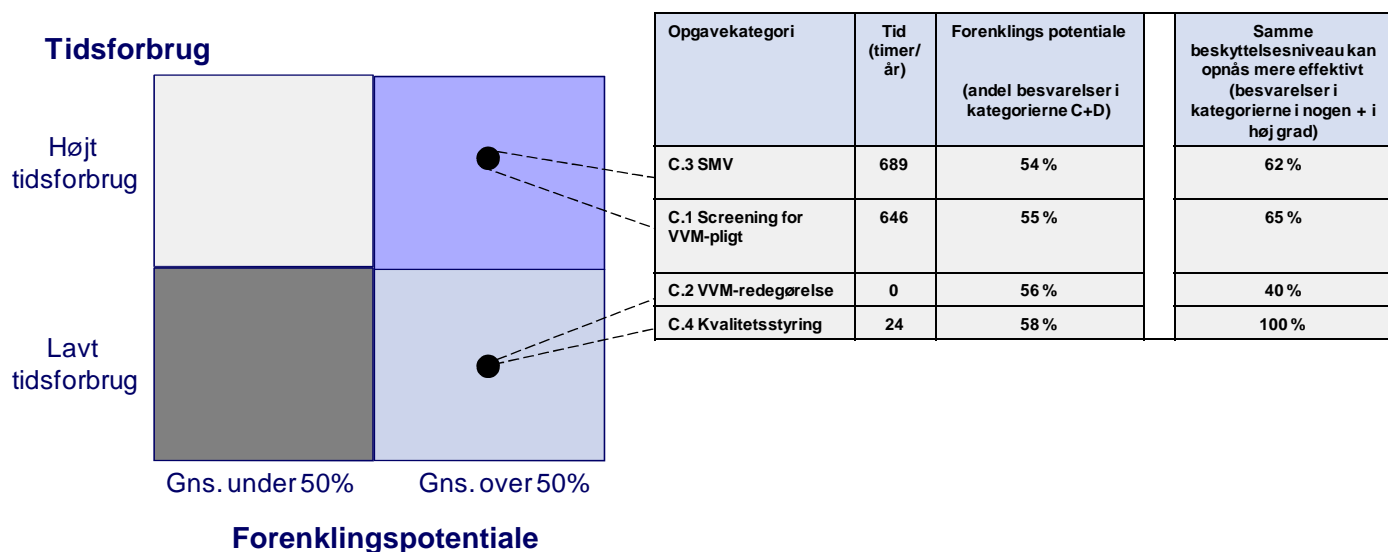 Tidsforbrug
Højt
tidsforbrug
Lavt
tidsforbrug
Gns. under 50% Gns. over 50%
Forenklingspotentiale
Opgavekategori
Tid
(timer/
år)
Forenklings potentiale
(andel besvarelser i
kategorierne C+D)
Samme
beskyttelsesniveau kan
opnås mere effektivt
(besvarelser i
kategorierne i nogen + i
høj grad)
C.3 SMV 689 54 % 62 %
C.1 Screening for
VVM-pligt
646 55 % 65 %
C.2 VVM-redegørelse 0 56 % 40 %
C.4 Kvalitetsstyring 24 58 % 100 %